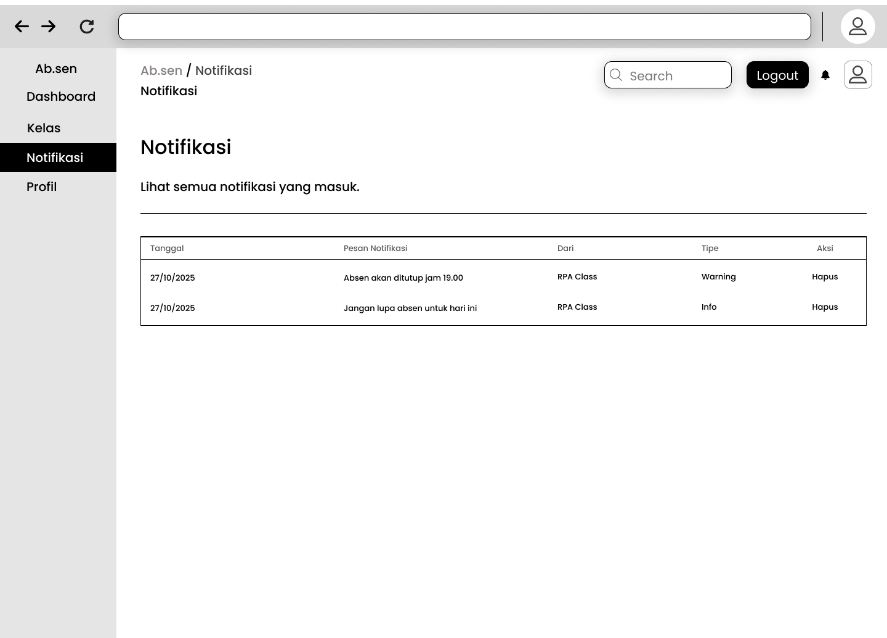 Ab.sen
Dashboard
Kelas
Notifikasi
Profil
Ab.sen / Notifikasi
Notifikasi
Search
Logout
Notifikasi
Lihat semua notifikasi yang masuk.
Tanggal Pesan Notifikasi Dari Tipe Aksi
27/10/2025 Absen akan ditutup jam 19.00 RPA Class Warning Hapus
27/10/2025 Jangan lupa absen untuk hari ini RPA Class Info Hapus